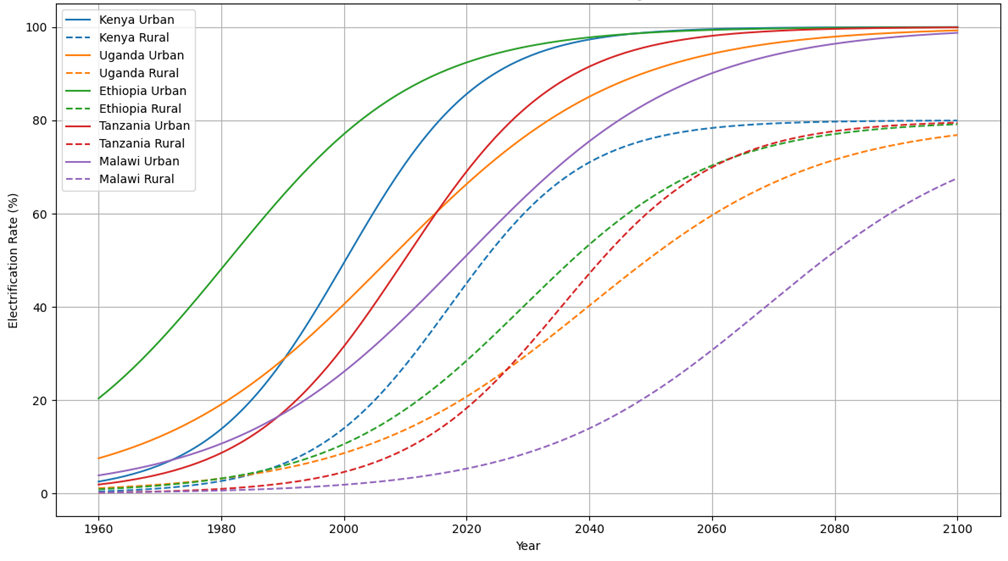 100
80
60
40
20
0
Electrification Rate (%)
Kenya Urban
Kenya Rural
Uganda Urban
Uganda Rural
Ethiopia Urban
Ethiopia Rural
Tanzania Urban
Tanzania Rural
Malawi Urban
Malawi Rural
1960 1980 2000 2020 2040 2060 2080 2100
Year